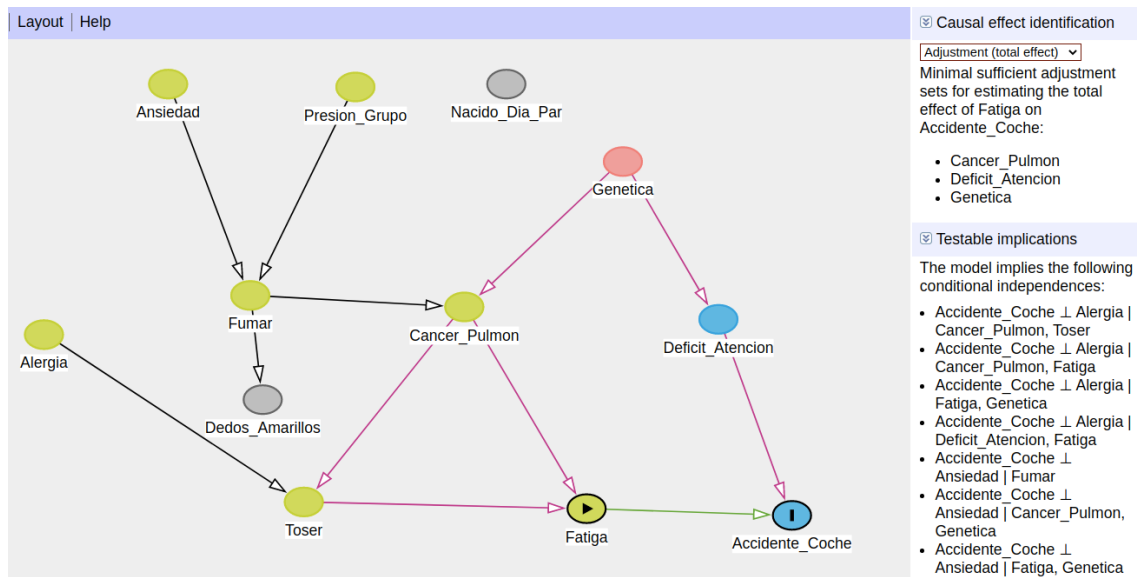 Layout Help
Ansiedad
Presion_Grupo
Nacido_Dia_Par
Genetica
Fumar
Cancer_Pulmon
Deficit_Atencion
Alergia
Dedos_Amarillos
Toser
Fatiga
Accidente_Coche
Causal effect identification
Adjustment (total effect)
Minimal sufficient adjustment
sets for estimating the total
effect of Fatiga on
Accidente_Coche:
• Cancer_Pulmon
• Deficit_Atencion
• Genetica
Testable implications
The model implies the following
conditional independences:
• Accidente_Coche ⊥ Alergia |
Cancer_Pulmon, Toser
• Accidente_Coche ⊥ Alergia |
Cancer_Pulmon, Fatiga
• Accidente_Coche ⊥ Alergia |
Fatiga, Genetica
• Accidente_Coche ⊥ Alergia |
Deficit_Atencion, Fatiga
• Accidente_Coche ⊥
Ansiedad | Fumar
• Accidente_Coche ⊥
Ansiedad | Cancer_Pulmon,
Genetica
• Accidente_Coche ⊥
Ansiedad | Fatiga, Genetica